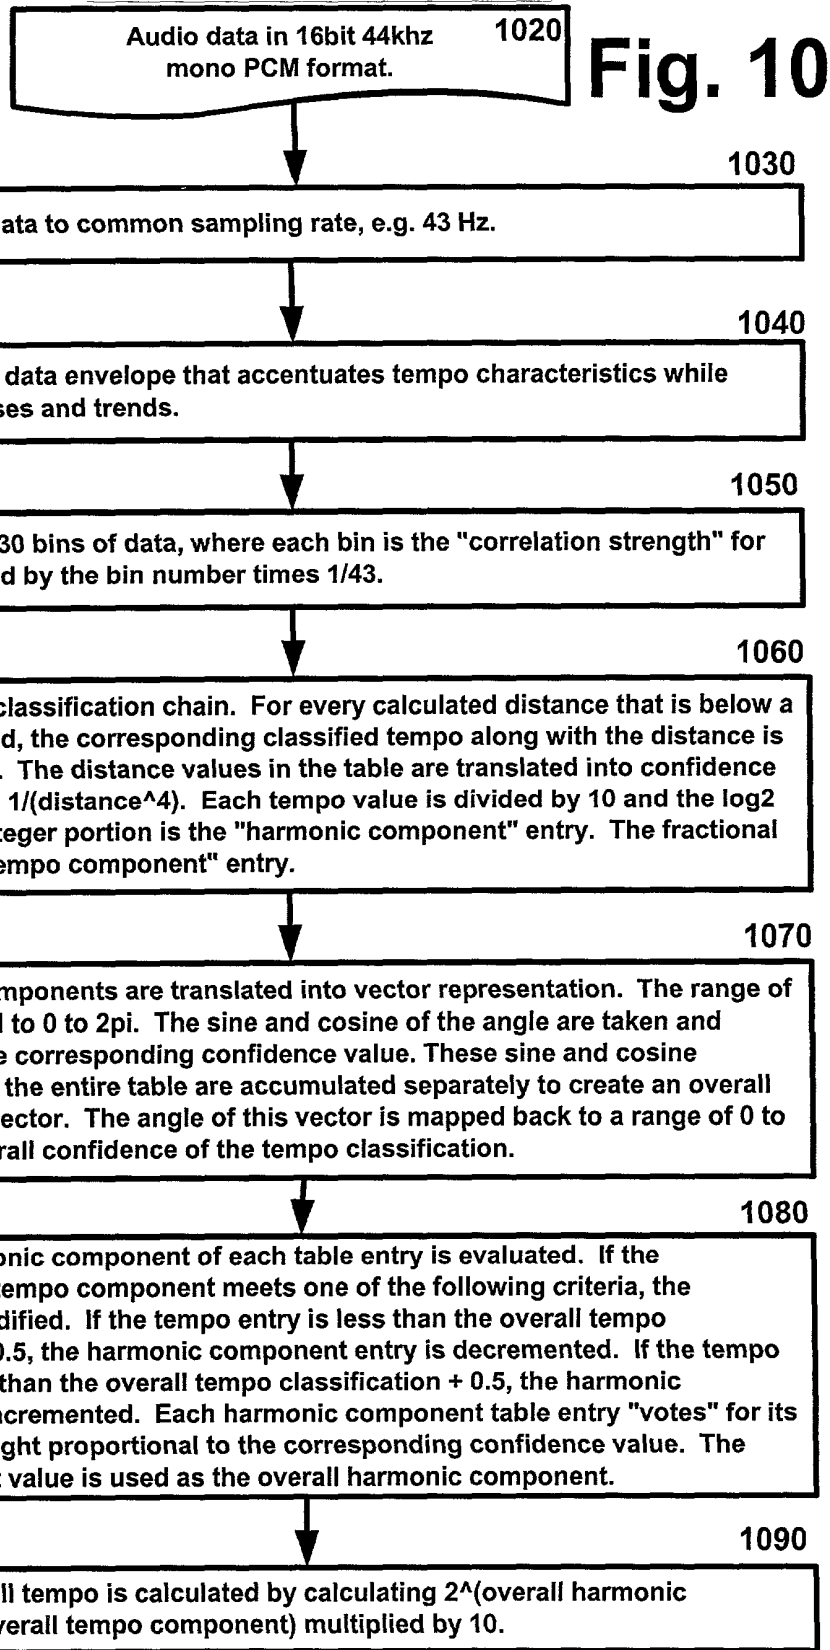 Audio data in 16bit 44khz
mono PCM format.
1020
Fig. 10
1030
ata to common sampling rate, e.g. 43 Hz.
1040
data envelope that accentuates tempo characteristics while
ses and trends.
1050
30 bins of data, where each bin is the "correlation strength" for
d by the bin number times 1/43.
1060
classification chain. For every calculated distance that is below a
d, the corresponding classified tempo along with the distance is
. The distance values in the table are translated into confidence
1/(distance^4). Each tempo value is divided by 10 and the log2
teger portion is the "harmonic component" entry. The fractional
empo component" entry.
1070
mponents are translated into vector representation. The range of
l to 0 to 2pi. The sine and cosine of the angle are taken and
e corresponding confidence value. These sine and cosine
the entire table are accumulated separately to create an overall
ector. The angle of this vector is mapped back to a range of 0 to
rall confidence of the tempo classification.
1080
onic component of each table entry is evaluated. If the
tempo component meets one of the following criteria, the
dified. If the tempo entry is less than the overall tempo
0.5, the harmonic component entry is decremented. If the tempo
than the overall tempo classification + 0.5, the harmonic
ncremented. Each harmonic component table entry "votes" for its
ght proportional to the corresponding confidence value. The
t value is used as the overall harmonic component.
1090
ll tempo is calculated by calculating 2^(overall harmonic
verall tempo component) multiplied by 10.